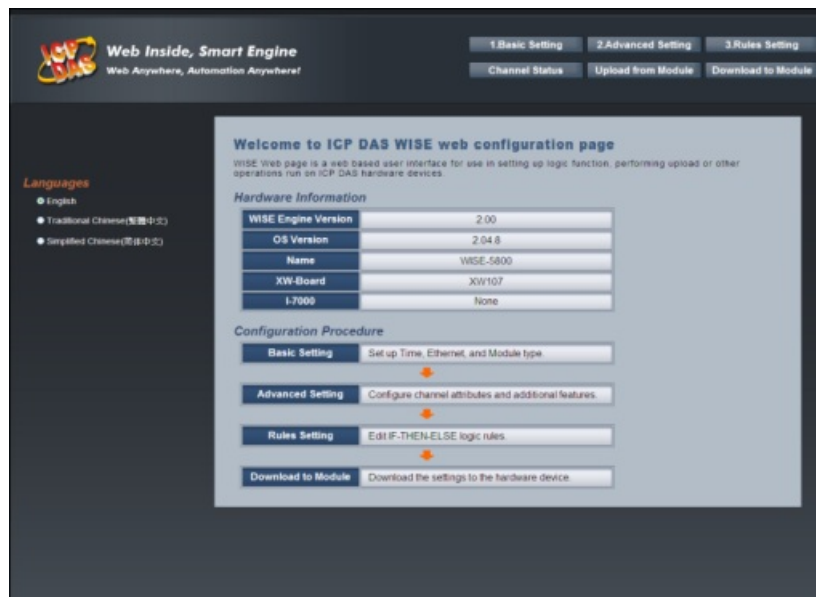 ICP DAS
Web Inside, Smart Engine
Web Anywhere, Automation Anywhere!
1.Basic Setting
2.Advanced Setting
3.Rules Setting
Channel Status
Upload from Module
Download to Module
Languages
English
Traditional Chinese(繁體中文)
Simplified Chinese(简体中文)
Welcome to ICP DAS WISE web configuration page
WISE Web page is a web based user interface for use in setting up logic function, performing upload or other
operations run on ICP DAS hardware devices.
Hardware Information
WISE Engine Version 2.00
OS Version 2.04.8
Name WISE-5800
XW-Board XW107
I-7000 None
Configuration Procedure
Basic Setting Set up Time, Ethernet, and Module type.
Advanced Setting Configure channel attributes and additional features.
Rules Setting Edit IF-THEN-ELSE logic rules.
Download to Module Download the settings to the hardware device.